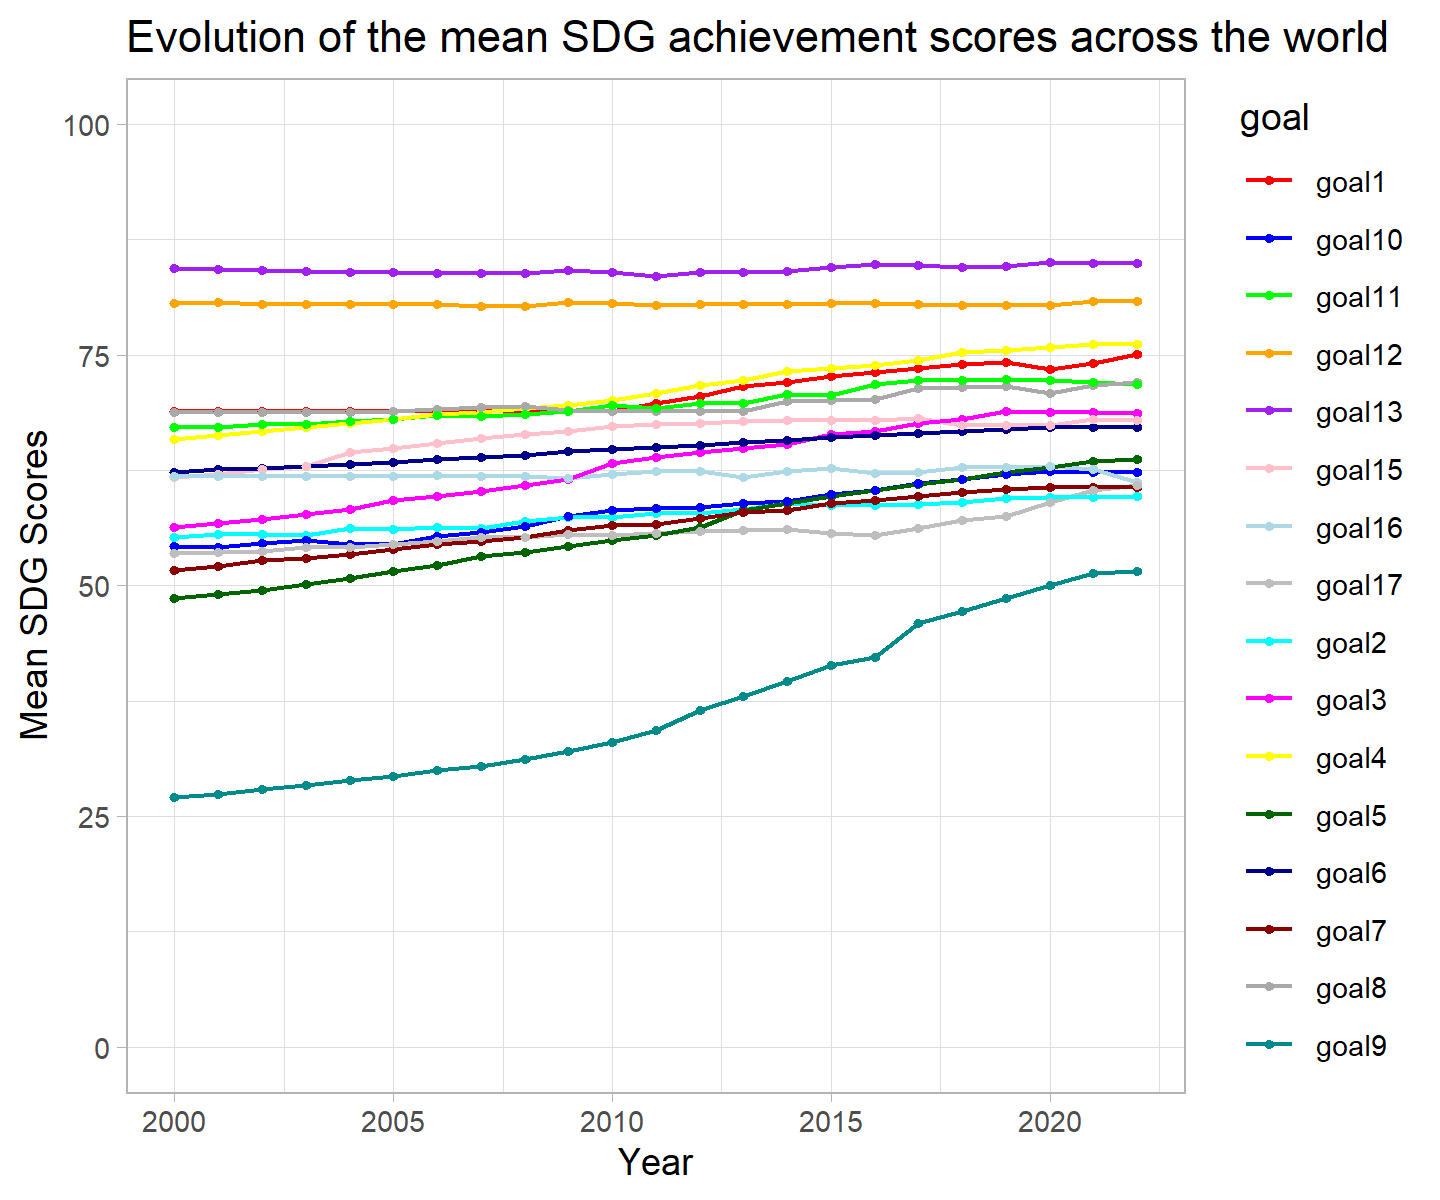 Evolution of the mean SDG achievement scores across the world
100
75
50
25
0
Mean SDG Scores
2000
2005
2010
2015
2020
Year
goal
goal1
goal10
goal11
goal12
goal13
goal15
goal16
goal17
goal2
goal3
goal4
goal5
goal6
goal7
goal8
goal9